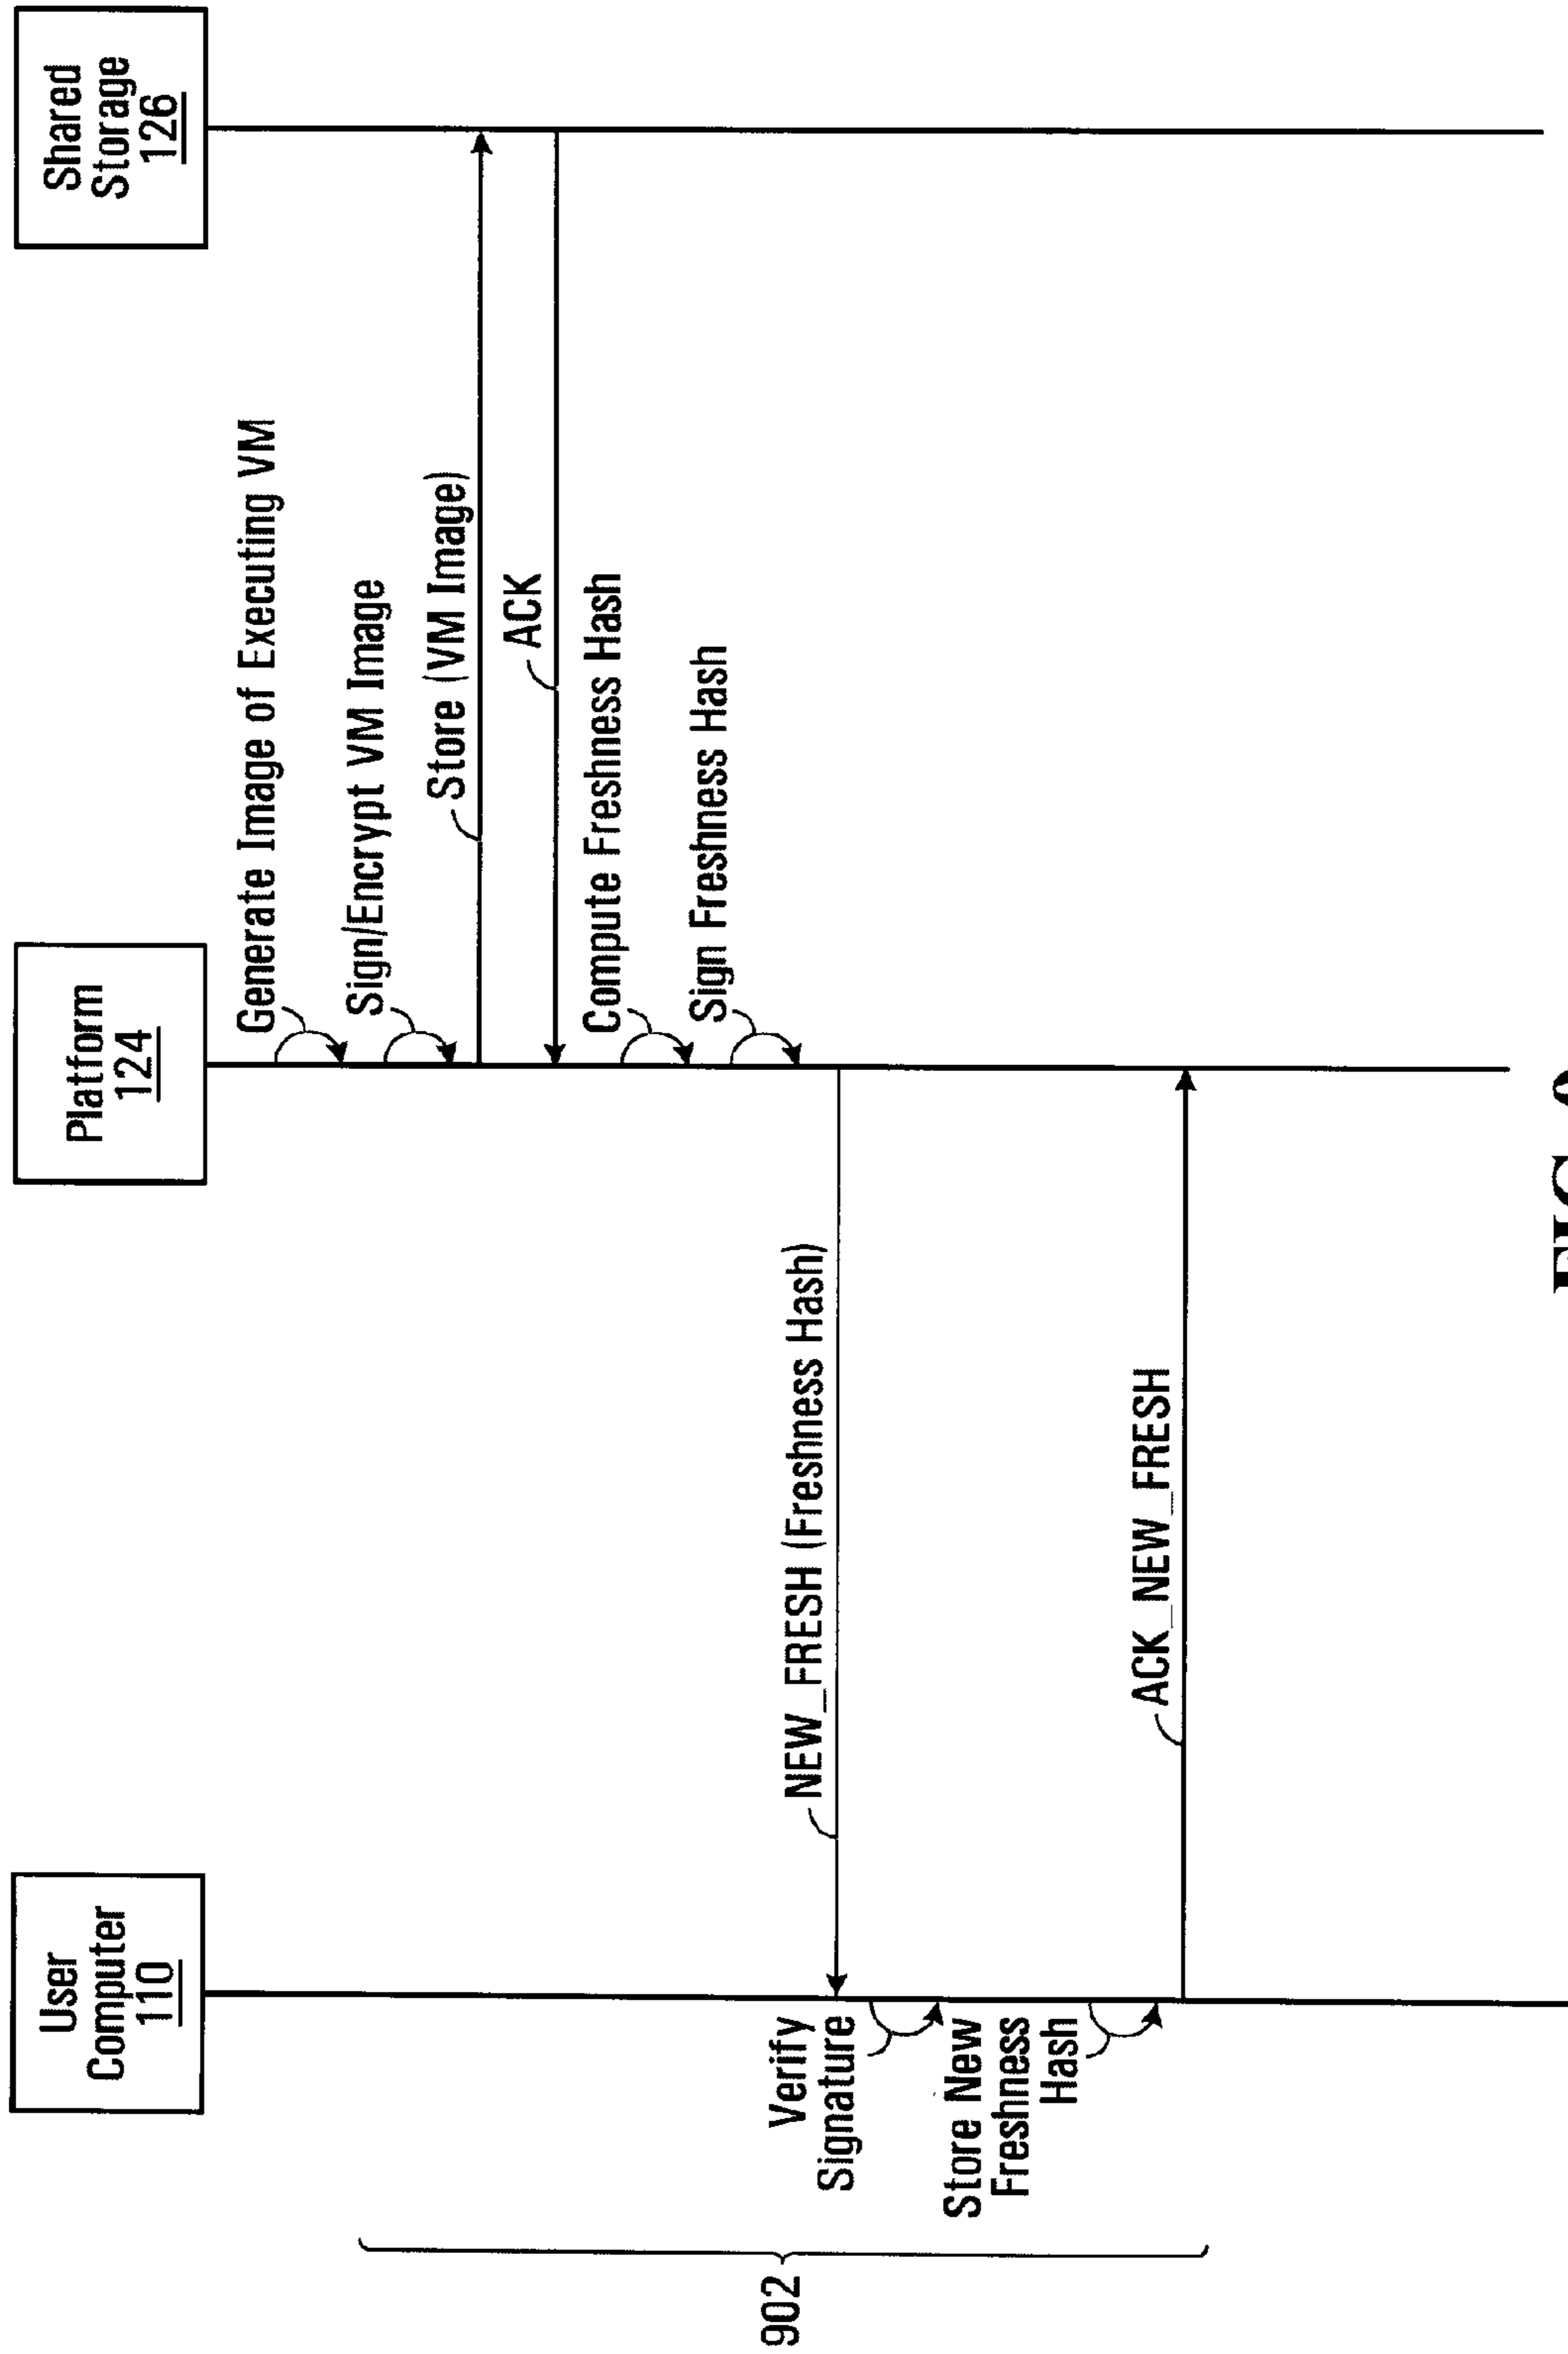 User
Computer
110
Platform
124
Shared
Storage
126
Generate Image of Executing VM
Sign/Encrypt VM Image
Store (VM Image)
ACK
Compute Freshness Hash
Sign Freshness Hash
NEW_FRESH (Freshness Hash)
Verify
Signature
Store New
Freshness
Hash
ACK_NEW_FRESH
902